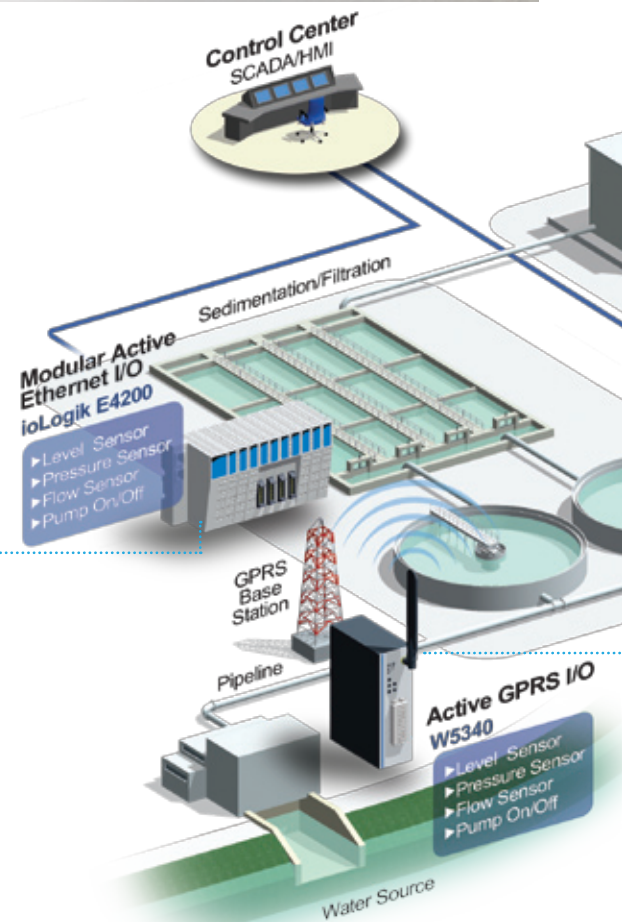 Control Center
SCADA/HMI
Sedimentation/Filtration
Modular Active
Ethernet I/O
ioLogik E4200
▶Level Sensor
▶Pressure Sensor
▶Flow Sensor
▶Pump On/Off
GPRS
Base
Station
Pipeline
Active GPRS I/O
W5340
▶Level Sensor
▶Pressure Sensor
▶Flow Sensor
▶Pump On/Off
Water Source